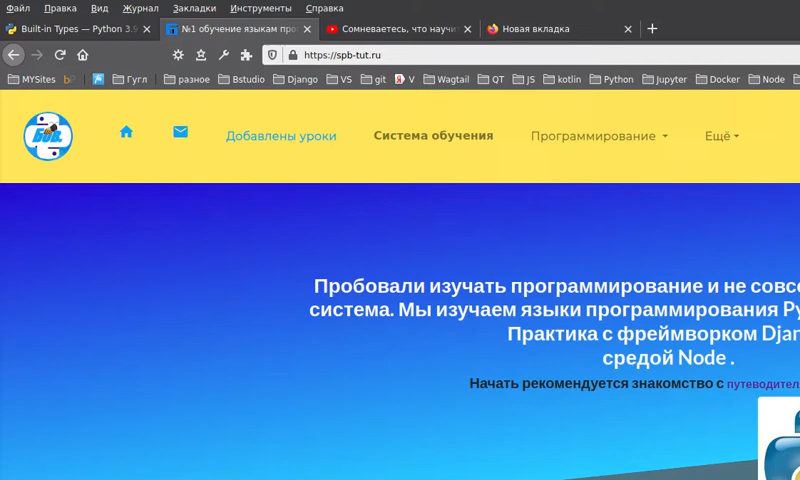 Файл Правка Вид Журнал Закладки Инструменты Справка
Built-in Types — Python 3.9 №1 обучение языкам про Сомневаетесь, что научит Новая вкладка
https://spb-tut.ru
MYSites Гугл разное Bstudio Django VS git V Wagtail QT JS kotlin Python Jupyter Docker Node
БОВ.
Добавлены уроки Система обучения Программирование Ещё
Пробовали изучать программирование и не совсе
система. Мы изучаем языки программирования Py
Практика с фреймворком Djan
средой Node .
Начать рекомендуется знакомство с путеводител